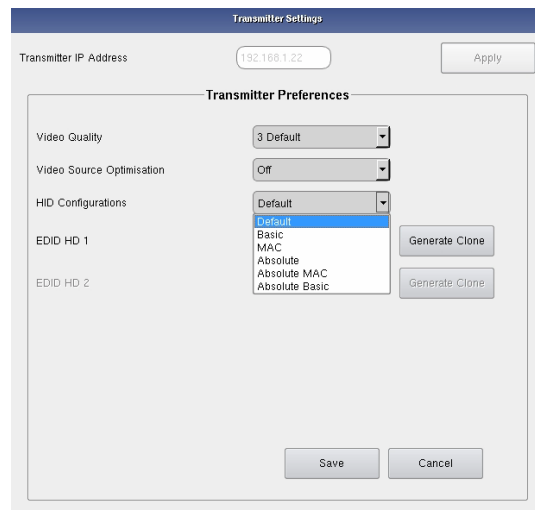 Transmitter Settings
Transmitter IP Address
192.168.1.22
Apply
Transmitter Preferences
Video Quality
3 Default
Video Source Optimisation
Off
HID Configurations
Default
Default
Basic
MAC
Absolute
Absolute MAC
Absolute Basic
EDID HD 1
Generate Clone
EDID HD 2
Generate Clone
Save
Cancel